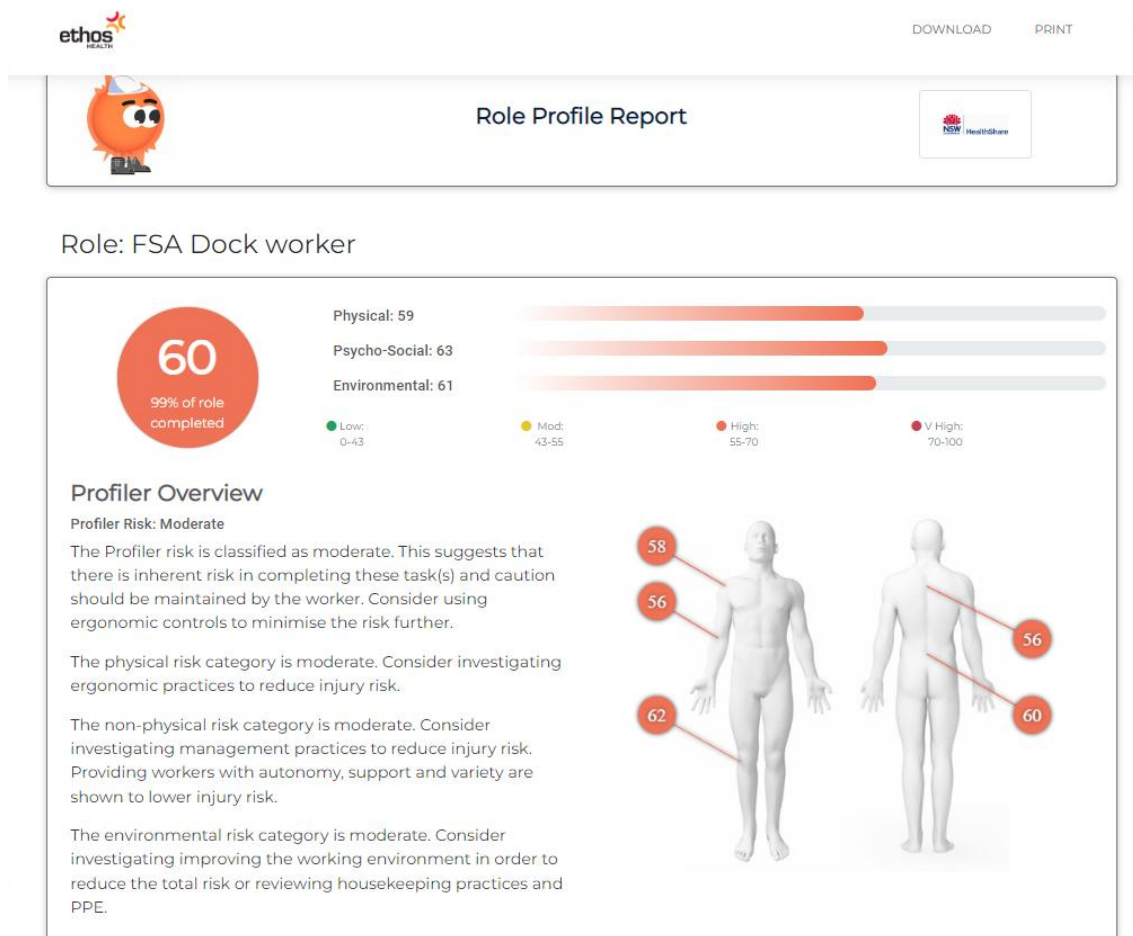 ethos
HEALTH
DOWNLOAD PRINT
Role Profile Report
NSW HealthShare
Role: FSA Dock worker
60
99% of role
completed
Physical: 59
Psycho-Social: 63
Environmental: 61
Low:
0-43
Mod:
43-55
High:
55-70
V High:
70-100
Profiler Overview
Profiler Risk: Moderate
The Profiler risk is classified as moderate. This suggests that
there is inherent risk in completing these task(s) and caution
should be maintained by the worker. Consider using
ergonomic controls to minimise the risk further.
The physical risk category is moderate. Consider investigating
ergonomic practices to reduce injury risk.
The non-physical risk category is moderate. Consider
investigating management practices to reduce injury risk.
Providing workers with autonomy, support and variety are
shown to lower injury risk.
The environmental risk category is moderate. Consider
investigating improving the working environment in order to
reduce the total risk or reviewing housekeeping practices and
PPE.
58
56
62
56
60